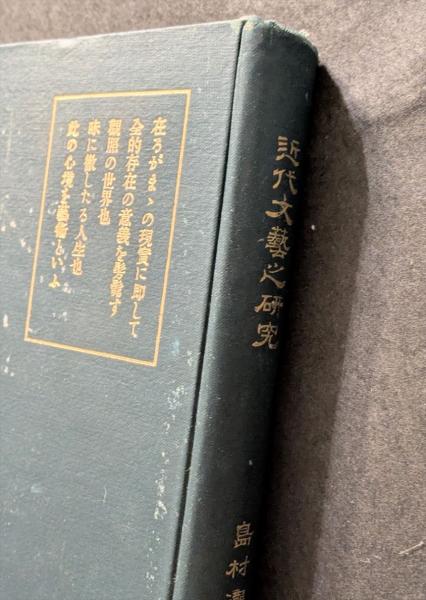 近代文藝之研究
島村
在るがまゝの現實に即して
全的存在の意義を髣髴す
觀照の世界也
味に徹したる人生也
此の心境を藝術といふ